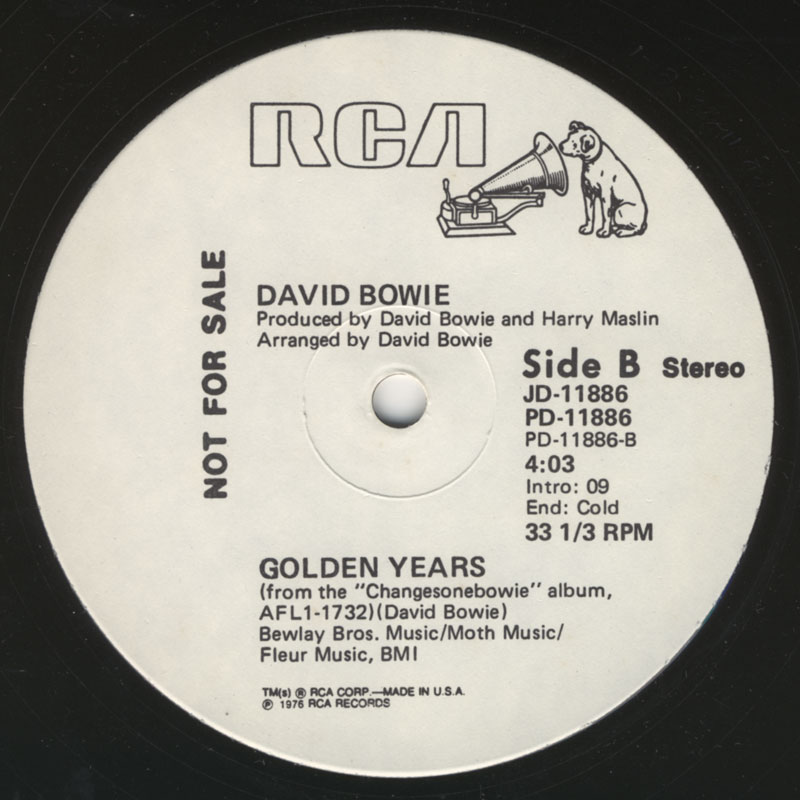 RCA
NOT FOR SALE
DAVID BOWIE
Produced by David Bowie and Harry Maslin
Arranged by David Bowie
Side B Stereo
JD-11886
PD-11886
PD-11886-B
4:03
Intro: 09
End: Cold
33 1/3 RPM
GOLDEN YEARS
(from the "Changesonebowie" album,
AFL1-1732)(David Bowie)
Bewlay Bros. Music/Moth Music/
Fleur Music, BMI
TM(s) ® RCA CORP.—MADE IN U.S.A.
℗ 1976 RCA RECORDS